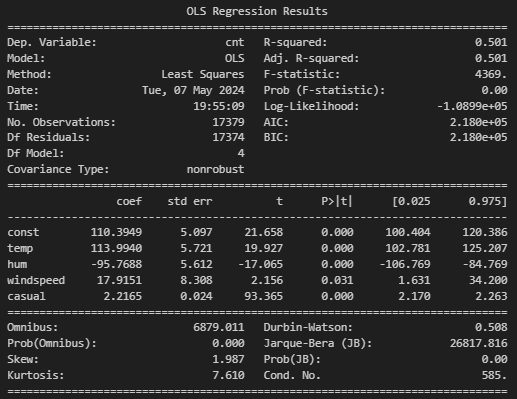 OLS Regression Results
==============================================================================
Dep. Variable:                    cnt   R-squared:                       0.501
Model:                            OLS   Adj. R-squared:                  0.501
Method:                 Least Squares   F-statistic:                     4369.
Date:                Tue, 07 May 2024   Prob (F-statistic):               0.00
Time:                        19:55:09   Log-Likelihood:            -1.0899e+05
No. Observations:               17379   AIC:                         2.180e+05
Df Residuals:                   17374   BIC:                         2.180e+05
Df Model:                           4
Covariance Type:            nonrobust
==============================================================================
                 coef    std err          t      P>|t|      [0.025      0.975]
------------------------------------------------------------------------------
const        110.3949      5.097     21.658      0.000     100.404     120.386
temp         113.9940      5.721     19.927      0.000     102.781     125.207
hum          -95.7688      5.612    -17.065      0.000    -106.769     -84.769
windspeed     17.9151      8.308      2.156      0.031       1.631      34.200
casual         2.2165      0.024     93.365      0.000       2.170       2.263
==============================================================================
Omnibus:                     6879.011   Durbin-Watson:                   0.508
Prob(Omnibus):                  0.000   Jarque-Bera (JB):            26817.816
Skew:                           1.987   Prob(JB):                         0.00
Kurtosis:                       7.610   Cond. No.                         585.
==============================================================================